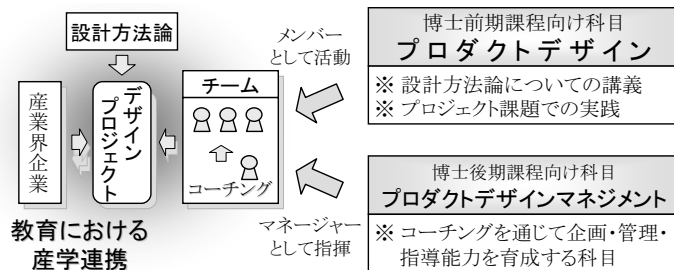 設計方法論
産業界企業
デザイン
プロジェクト
チーム
コーチング
メンバー
として活動
マネージャー
として指揮
教育における
産学連携
博士前期課程向け科目
プロダクトデザイン
※ 設計方法論についての講義
※ プロジェクト課題での実践
博士後期課程向け科目
プロダクトデザインマネジメント
※ コーチングを通じて企画・管理・
指導能力を育成する科目